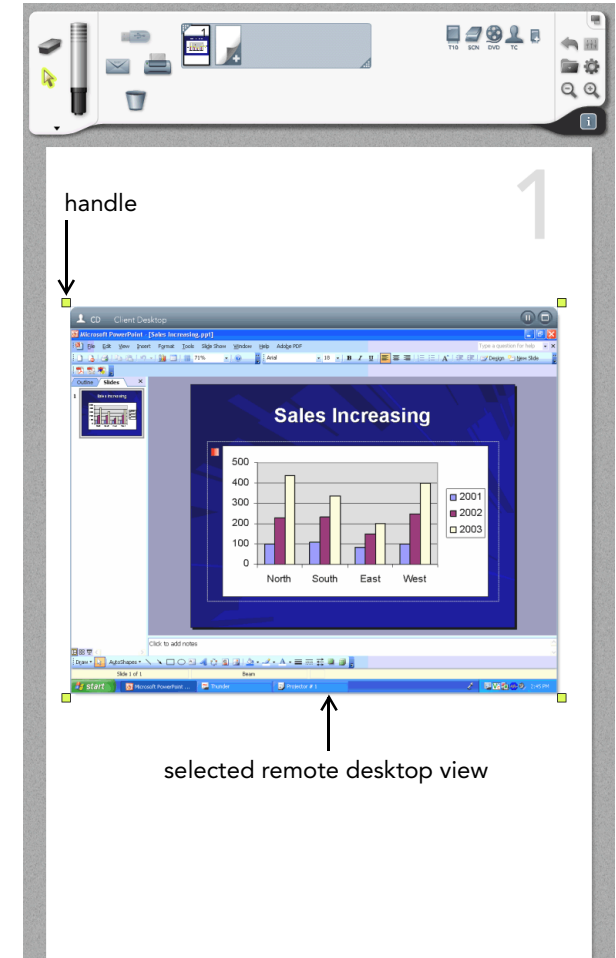 1
T10 SCN DVD TC
1
handle
CD Client Desktop
Microsoft PowerPoint - [Sales Increasing.ppt]
File Edit View Insert Format Tools Slide Show Window Help Adobe PDF Type a question for help
71% Arial 18 B I U Design New Slide
Outline Slides
1
Sales Increasing
Sales Increasing
500
400
300
200
100
0
North South East West
2001
2002
2003
Click to add notes
Draw AutoShapes
Slide 1 of 1 Beam
start Microsoft PowerPoint ... Thunder Projector # 1 1:45 PM
selected remote desktop view